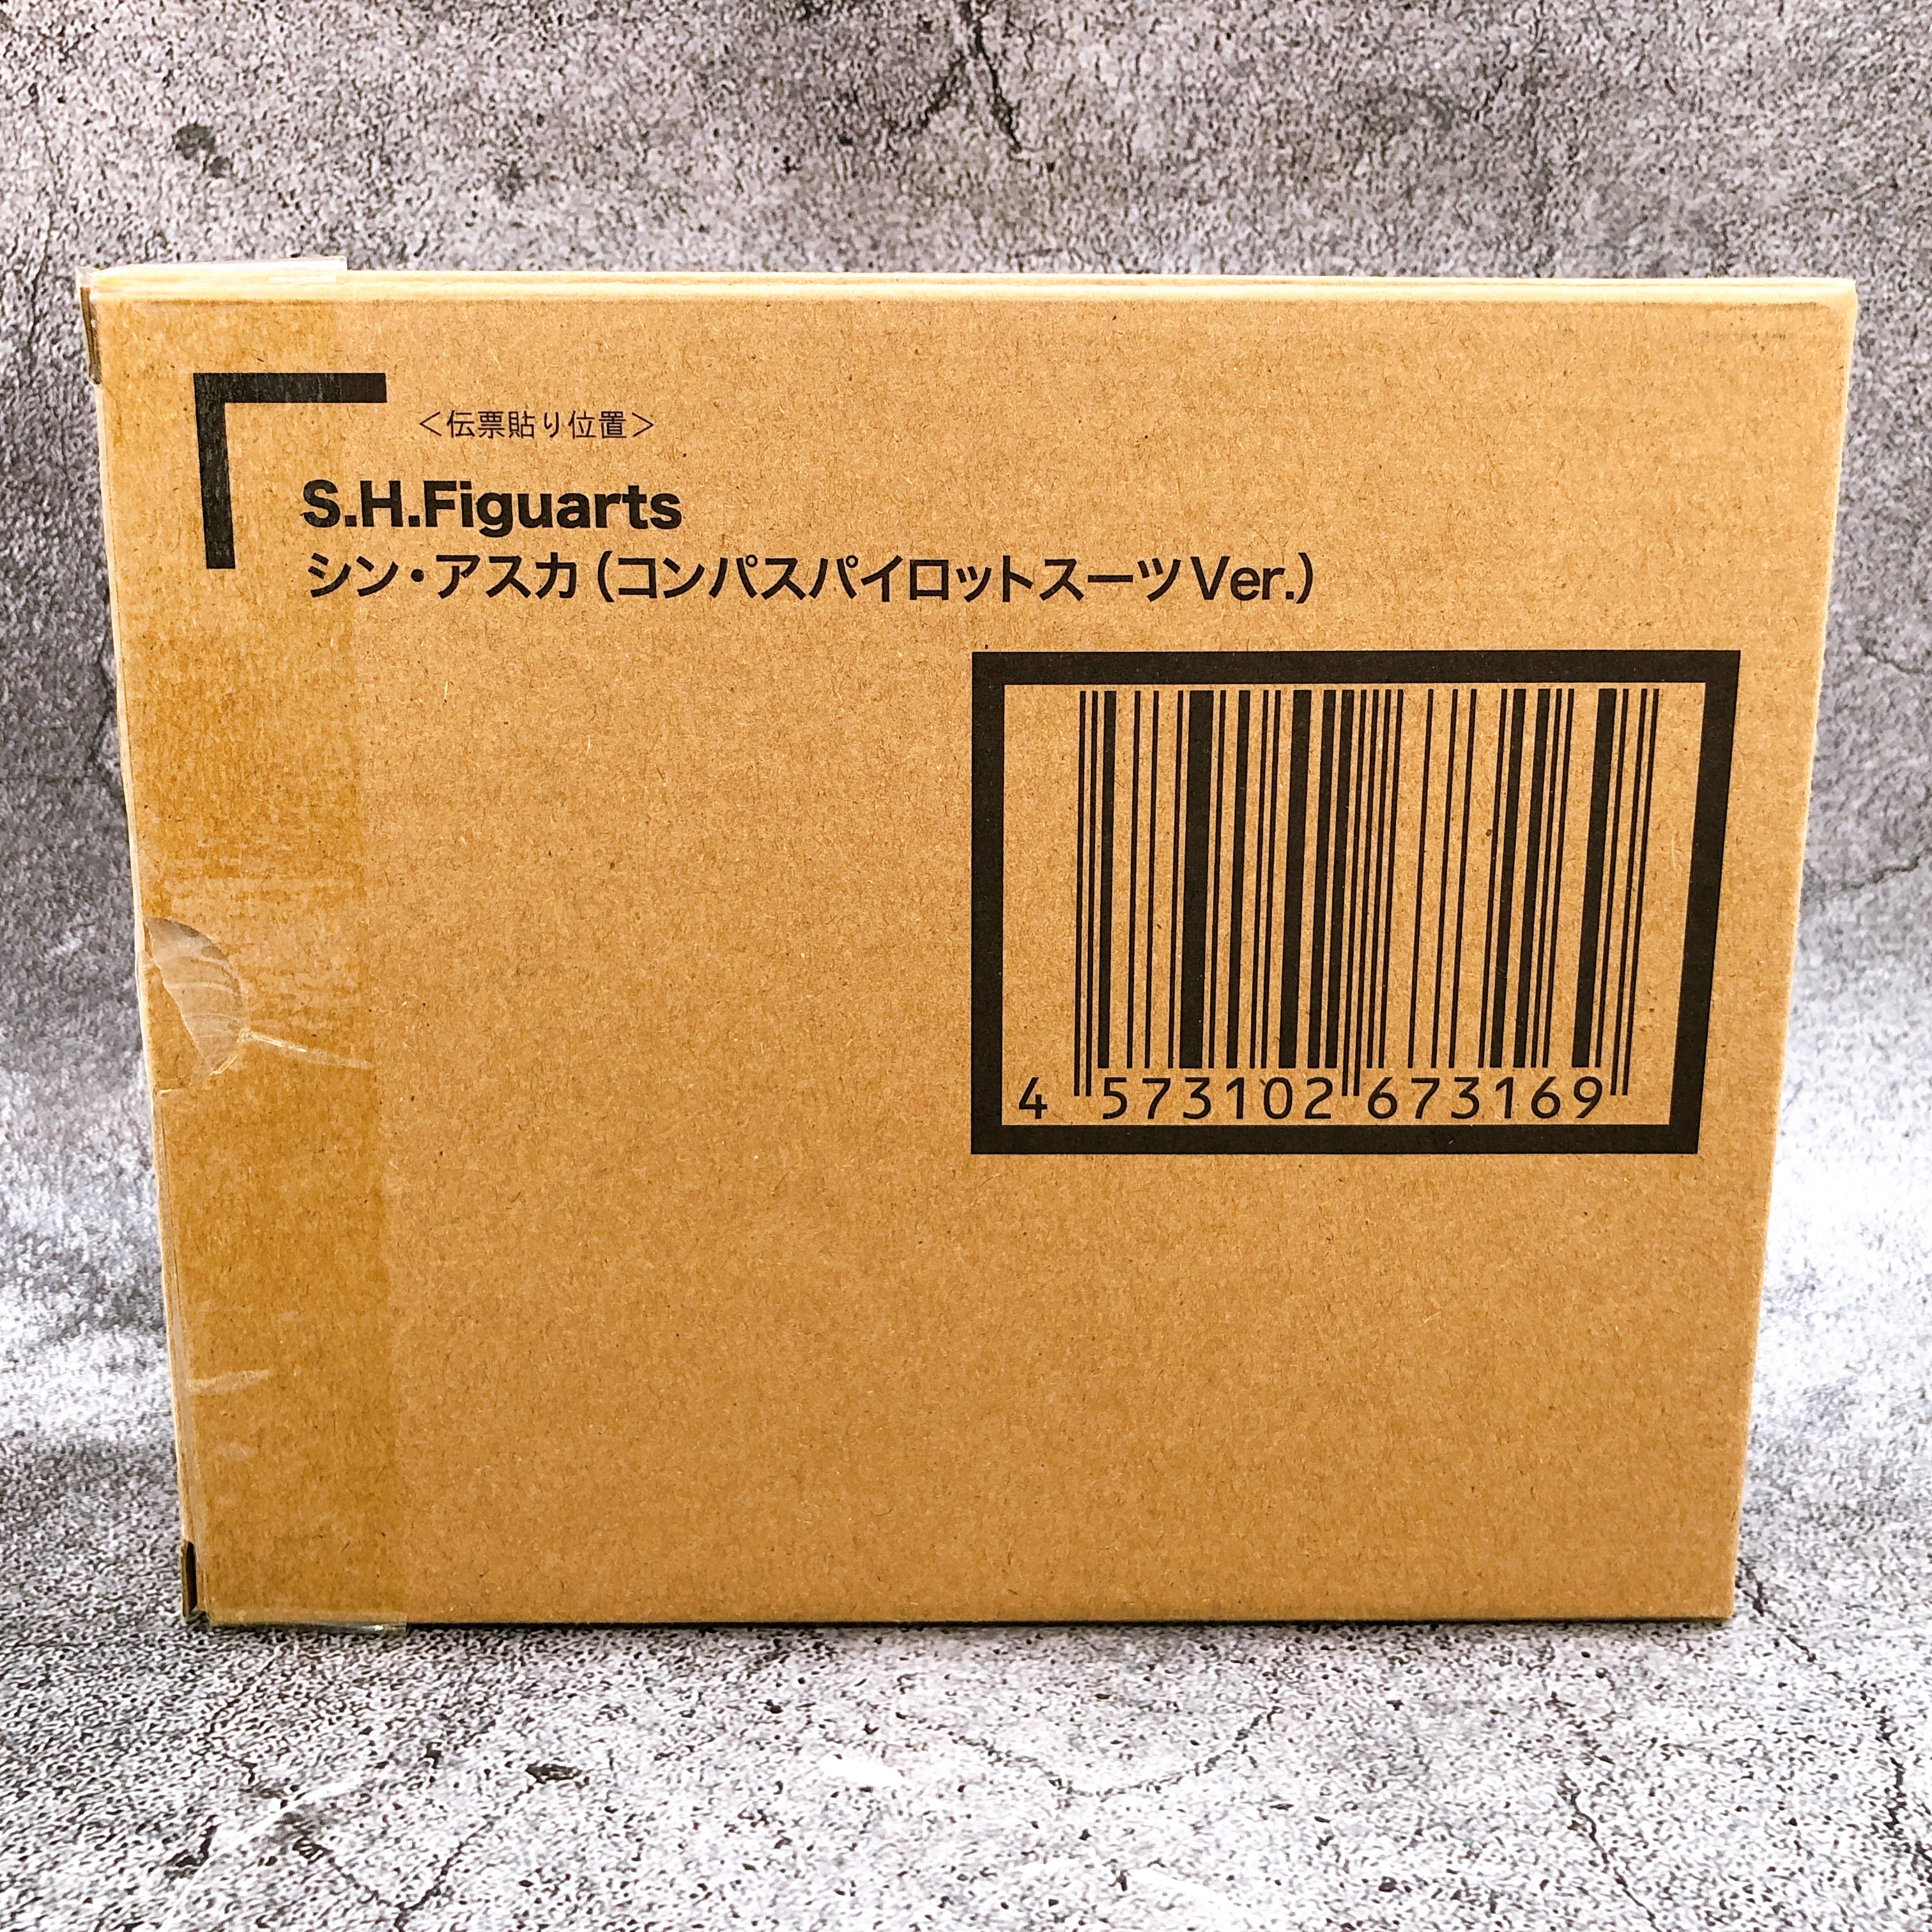 ＜伝票貼り位置＞
S.H.Figuarts
シン・アスカ（コンパスパイロットスーツVer.）
4 573102 673169